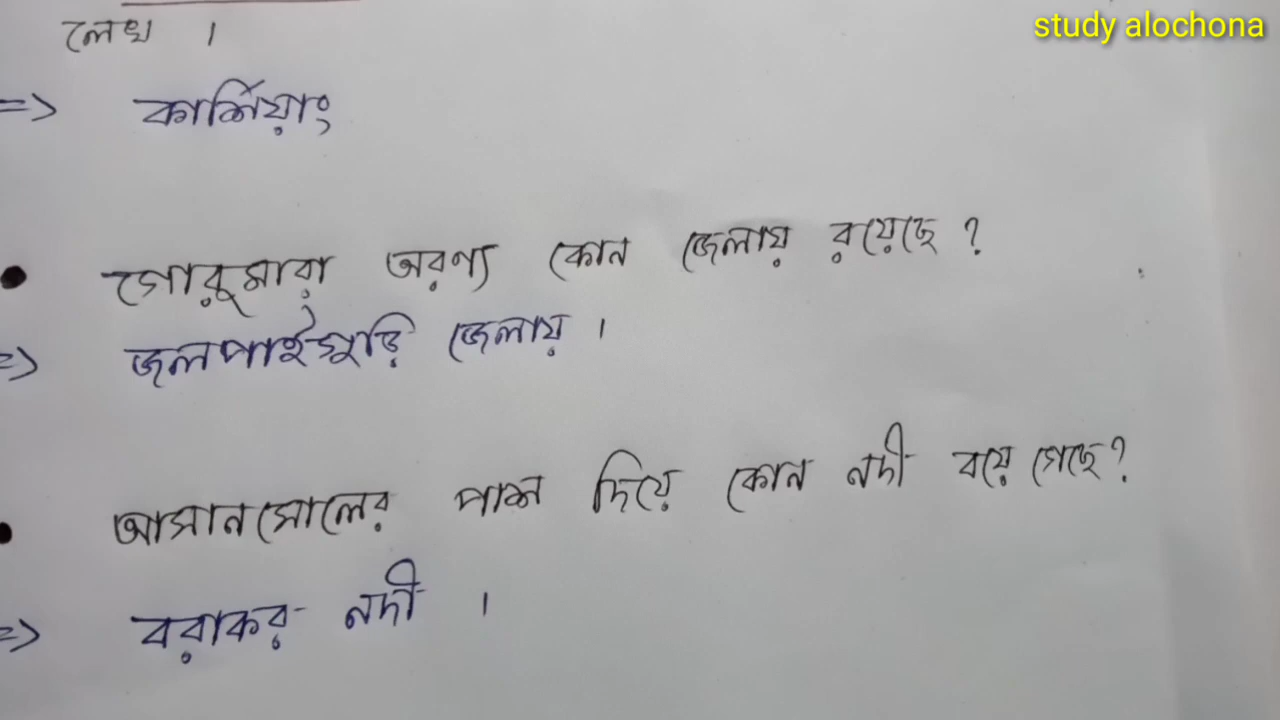 study alochona
লেখ ।
=> কার্শিয়াং
• গোরুমারা অরণ্য কোন জেলায় রয়েছে ?
=> জলপাইগুড়ি জেলায় ।
• আসানসোলের পাশ দিয়ে কোন নদী বয়ে গেছে ?
=> বরাকর নদী ।